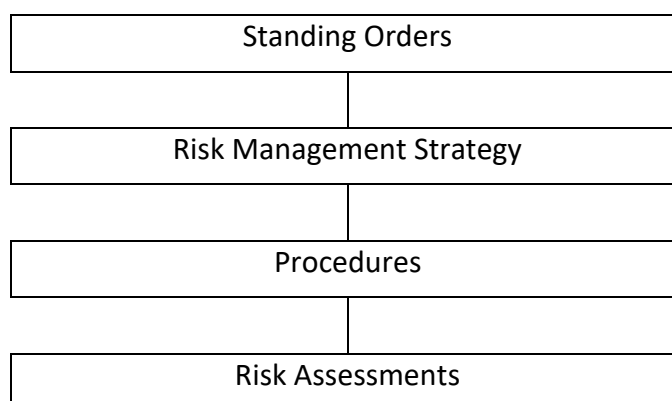 Standing Orders
Risk Management Strategy
Procedures
Risk Assessments